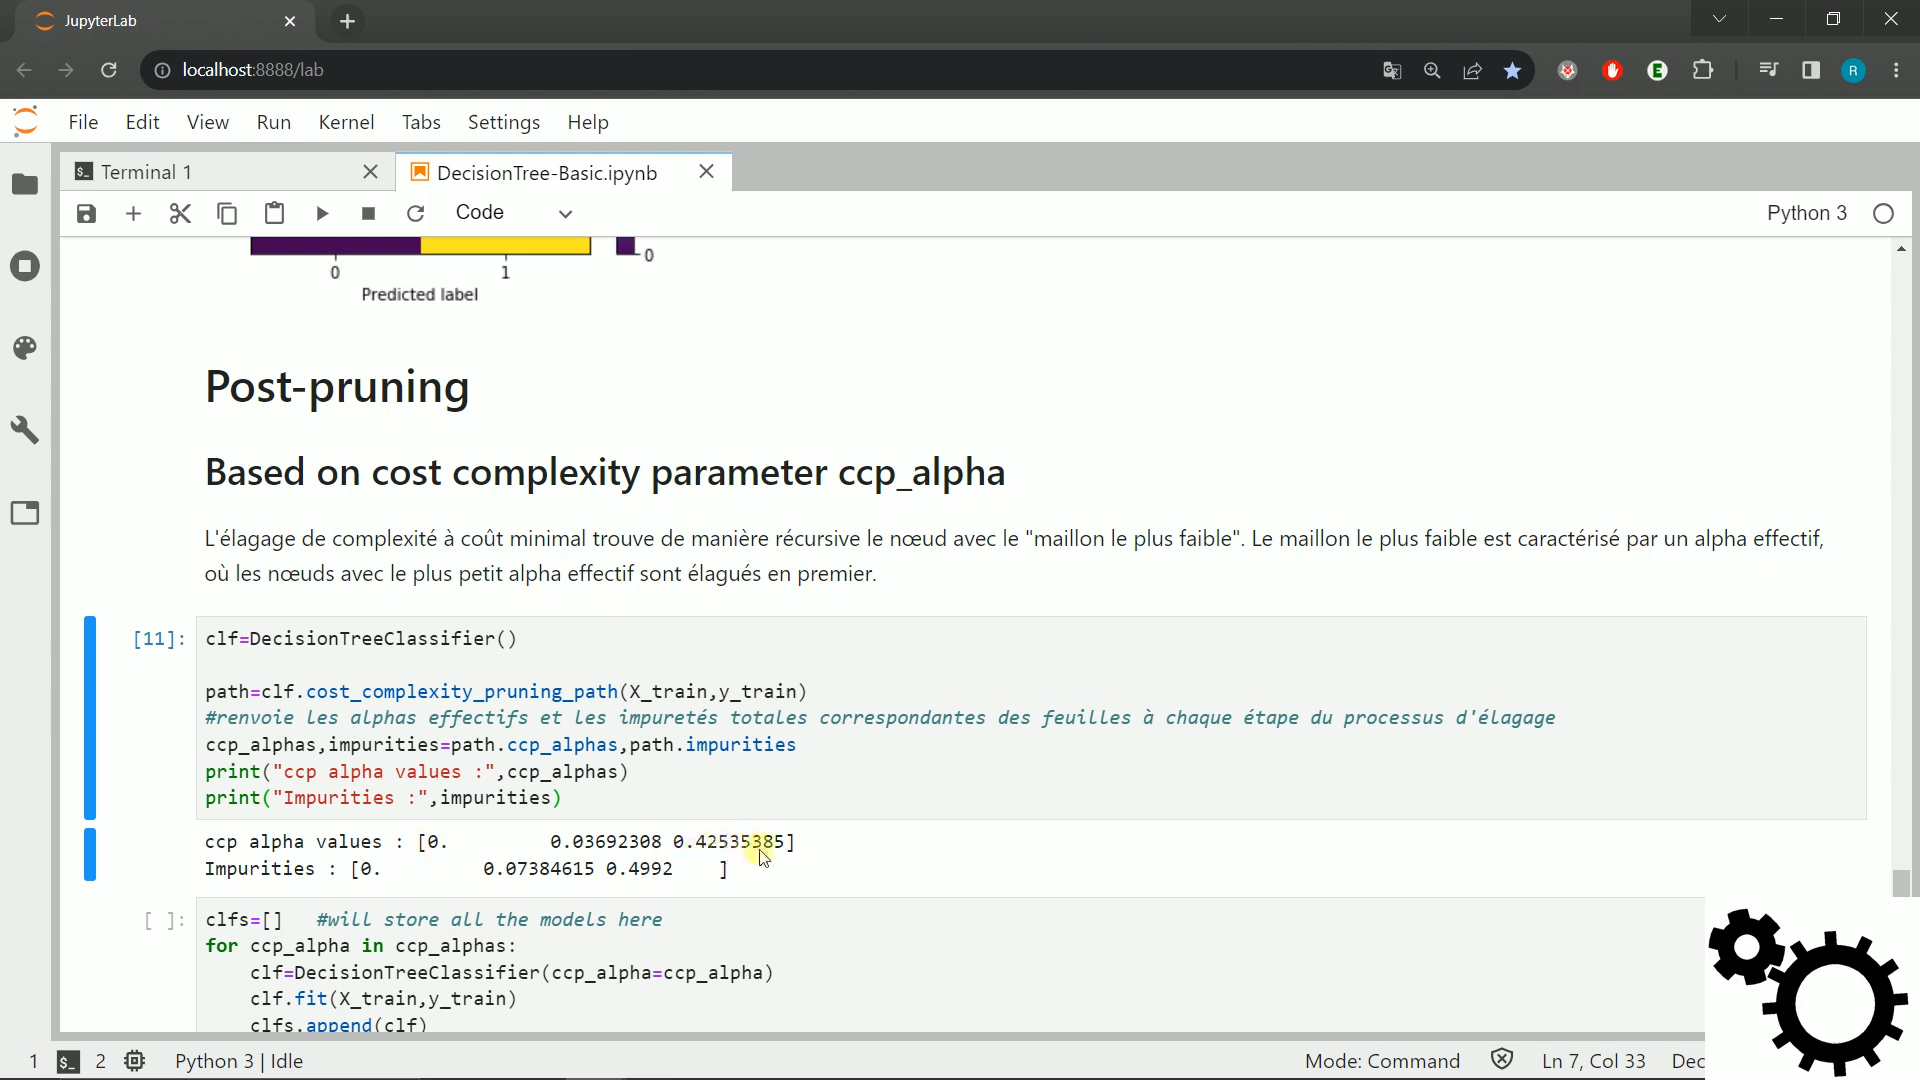 JupyterLab
localhost:8888/lab
R
File Edit View Run Kernel Tabs Settings Help
Terminal 1
DecisionTree-Basic.ipynb
Code
Python 3
0
0 1
Predicted label
Post-pruning
Based on cost complexity parameter ccp_alpha
L'élagage de complexité à coût minimal trouve de manière récursive le nœud avec le "maillon le plus faible". Le maillon le plus faible est caractérisé par un alpha effectif,
où les nœuds avec le plus petit alpha effectif sont élagués en premier.
[11]: clf=DecisionTreeClassifier()
path=clf.cost_complexity_pruning_path(X_train,y_train)
#renvoie les alphas effectifs et les impuretés totales correspondantes des feuilles à chaque étape du processus d'élagage
ccp_alphas,impurities=path.ccp_alphas,path.impurities
print("ccp alpha values :",ccp_alphas)
print("Impurities :",impurities)
ccp alpha values : [0. 0.03692308 0.42535385]
Impurities : [0. 0.07384615 0.4992 ]
[ ]: clfs=[] #will store all the models here
for ccp_alpha in ccp_alphas:
clf=DecisionTreeClassifier(ccp_alpha=ccp_alpha)
clf.fit(X_train,y_train)
clfs.append(clf)
1 2 Python 3 | Idle
Mode: Command Ln 7, Col 33 Dec